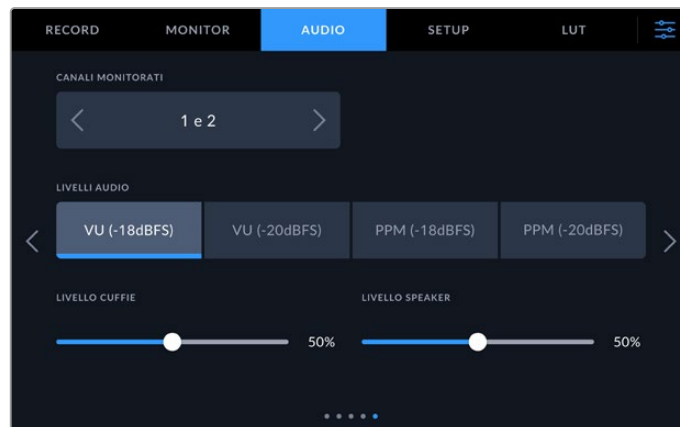 RECORD MONITOR AUDIO SETUP LUT
CANALI MONITORATI
1 e 2
LIVELLI AUDIO
VU (-18dBFS) VU (-20dBFS) PPM (-18dBFS) PPM (-20dBFS)
LIVELLO CUFFIE LIVELLO SPEAKER
50% 50%